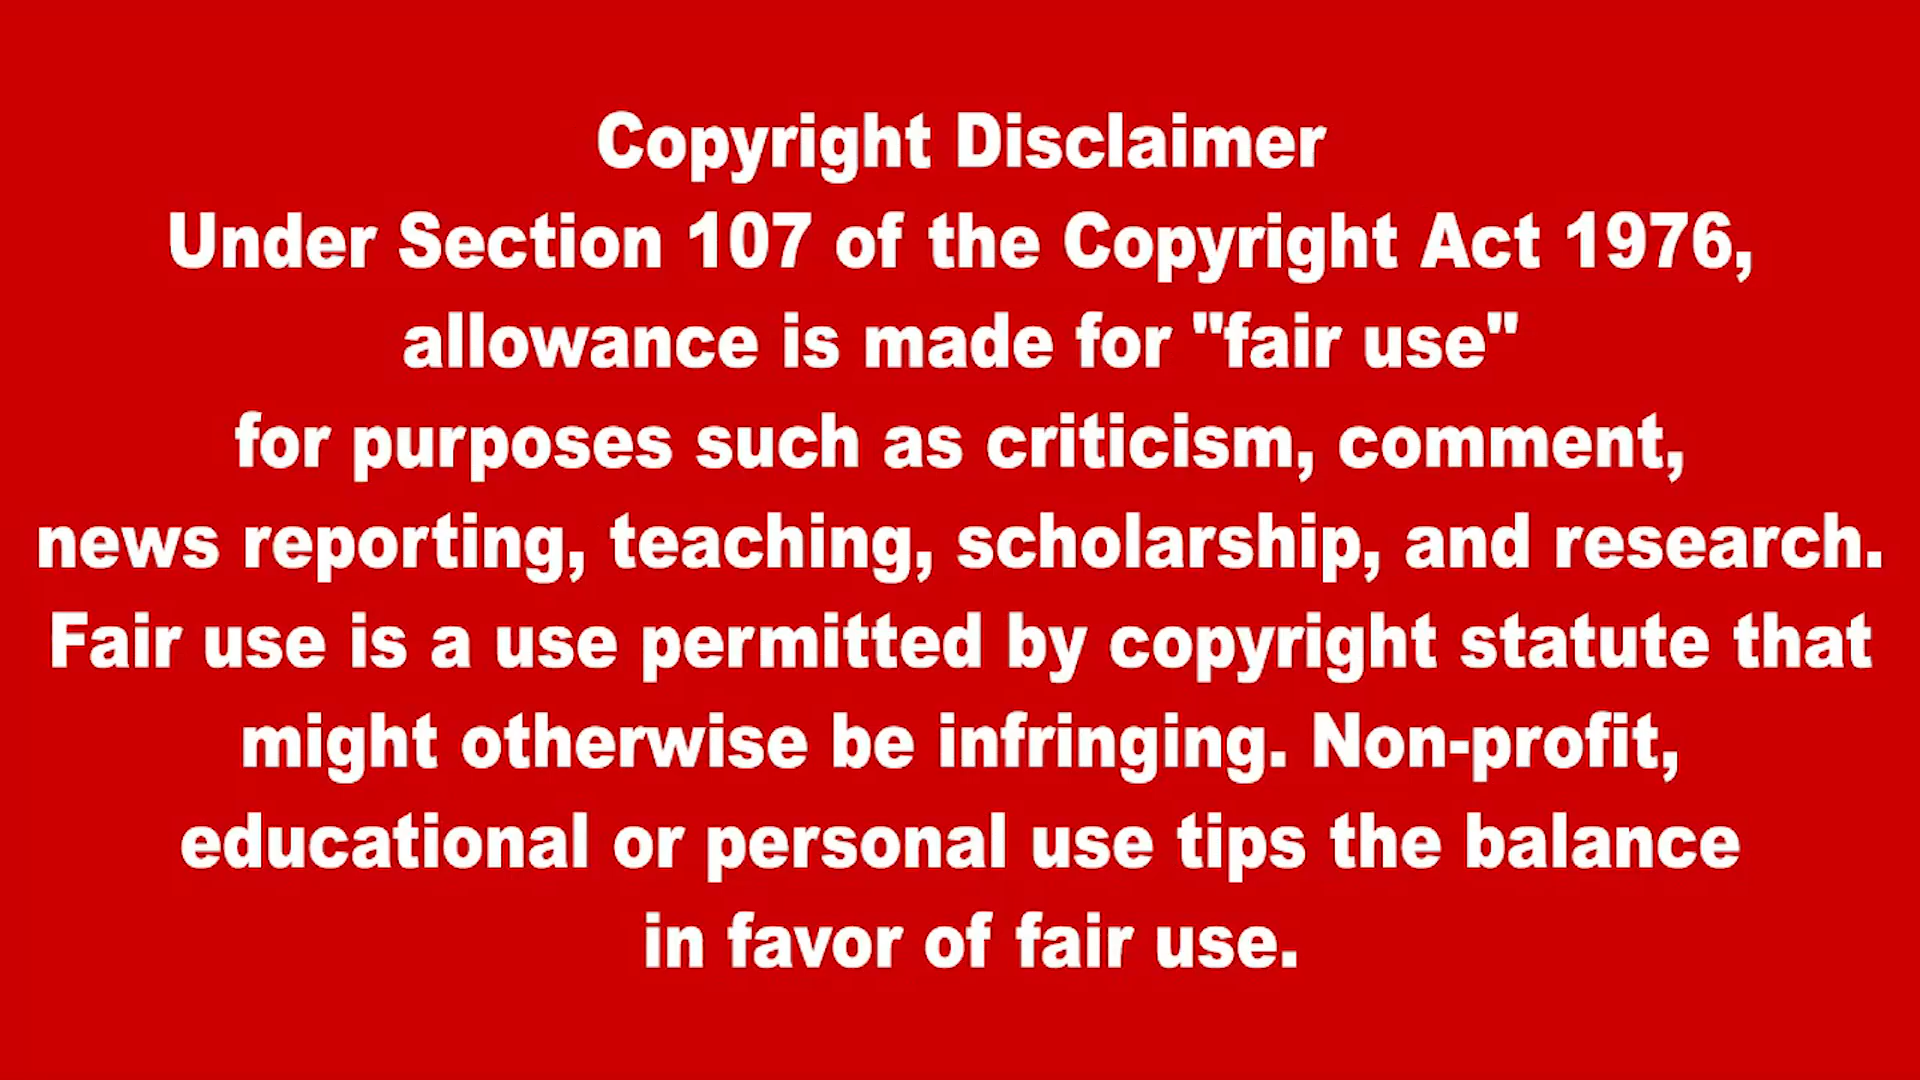 Copyright Disclaimer
Under Section 107 of the Copyright Act 1976,
allowance is made for "fair use"
for purposes such as criticism, comment,
news reporting, teaching, scholarship, and research.
Fair use is a use permitted by copyright statute that
might otherwise be infringing. Non-profit,
educational or personal use tips the balance
in favor of fair use.